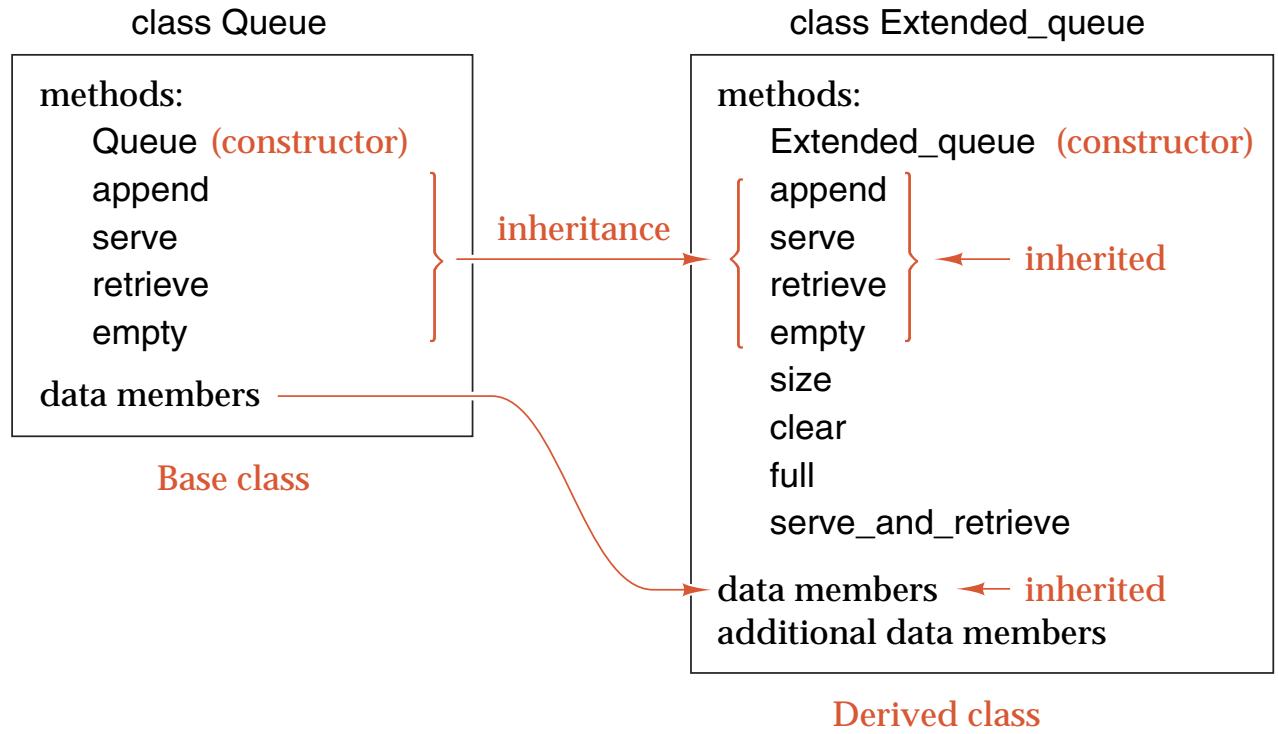 class Queue
methods:
Queue (constructor)
append
serve
retrieve
empty
data members
Base class
inheritance
class Extended_queue
methods:
Extended_queue (constructor)
append
serve
retrieve
empty
inherited
size
clear
full
serve_and_retrieve
data members
inherited
additional data members
Derived class